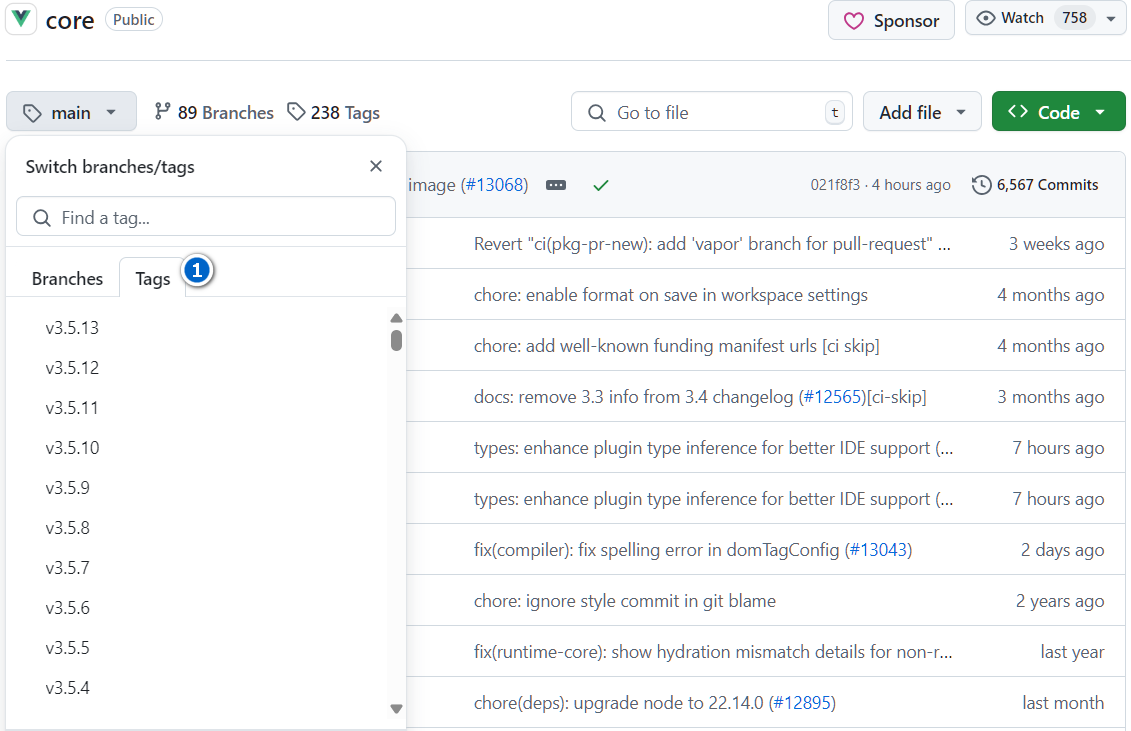 core Public
Sponsor
Watch 758
main
89 Branches
238 Tags
Go to file t
Add file
Code
Switch branches/tags
Find a tag...
Branches
Tags
1
v3.5.13
v3.5.12
v3.5.11
v3.5.10
v3.5.9
v3.5.8
v3.5.7
v3.5.6
v3.5.5
v3.5.4
image (#13068)
021f8f3 · 4 hours ago
6,567 Commits
Revert "ci(pkg-pr-new): add 'vapor' branch for pull-request" ... 3 weeks ago
chore: enable format on save in workspace settings 4 months ago
chore: add well-known funding manifest urls [ci skip] 4 months ago
docs: remove 3.3 info from 3.4 changelog (#12565)[ci-skip] 3 months ago
types: enhance plugin type inference for better IDE support (... 7 hours ago
types: enhance plugin type inference for better IDE support (... 7 hours ago
fix(compiler): fix spelling error in domTagConfig (#13043) 2 days ago
chore: ignore style commit in git blame 2 years ago
fix(runtime-core): show hydration mismatch details for non-r... last year
chore(deps): upgrade node to 22.14.0 (#12895) last month